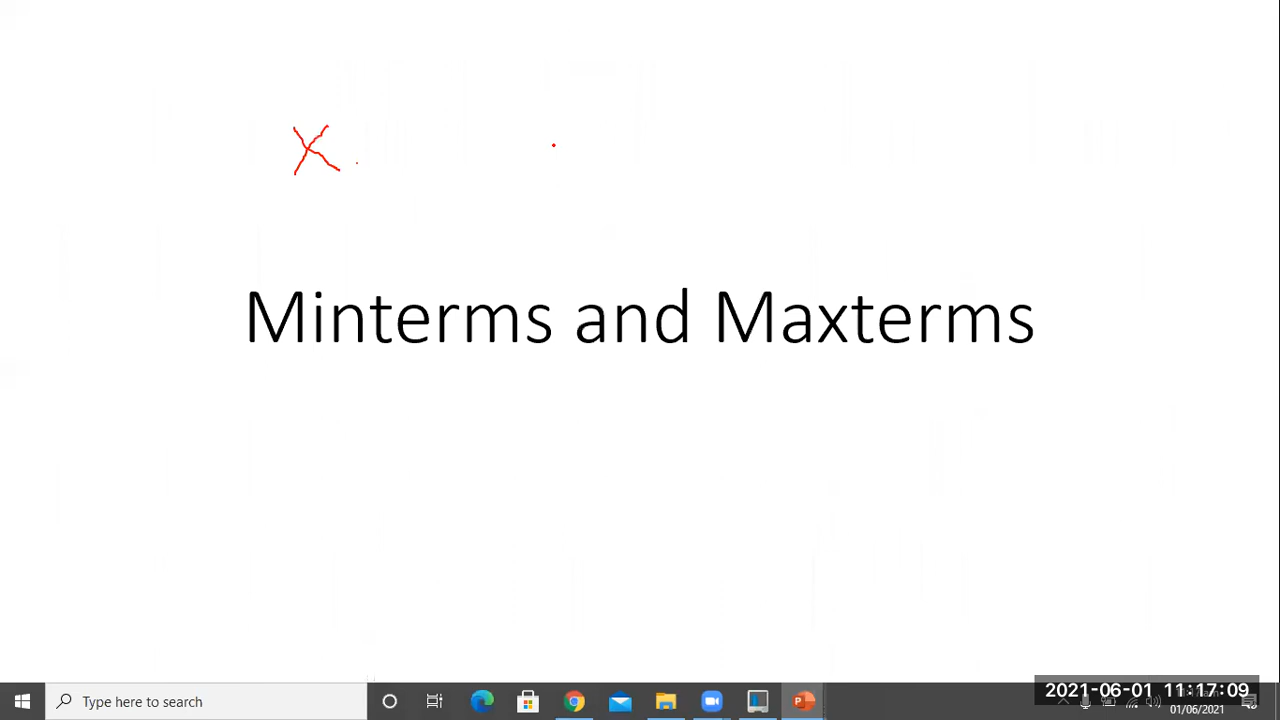 X
Minterms and Maxterms
Type here to search
2021-06-01 11:17:09
01/06/2021